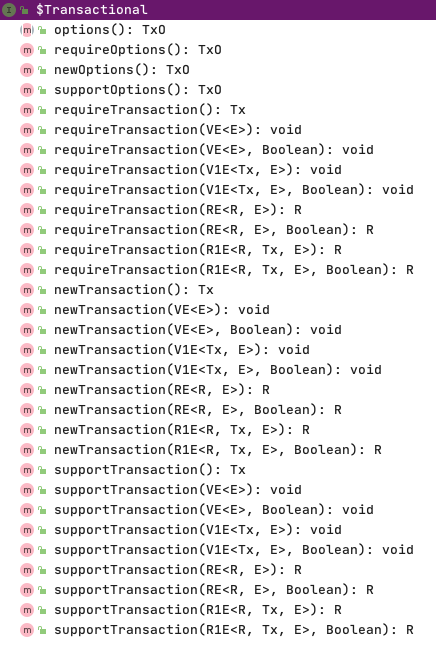 $Transactional
options(): TxO
requireOptions(): TxO
newOptions(): TxO
supportOptions(): TxO
requireTransaction(): Tx
requireTransaction(VE<E>): void
requireTransaction(VE<E>, Boolean): void
requireTransaction(V1E<Tx, E>): void
requireTransaction(V1E<Tx, E>, Boolean): void
requireTransaction(RE<R, E>): R
requireTransaction(RE<R, E>, Boolean): R
requireTransaction(R1E<R, Tx, E>): R
requireTransaction(R1E<R, Tx, E>, Boolean): R
newTransaction(): Tx
newTransaction(VE<E>): void
newTransaction(VE<E>, Boolean): void
newTransaction(V1E<Tx, E>): void
newTransaction(V1E<Tx, E>, Boolean): void
newTransaction(RE<R, E>): R
newTransaction(RE<R, E>, Boolean): R
newTransaction(R1E<R, Tx, E>): R
newTransaction(R1E<R, Tx, E>, Boolean): R
supportTransaction(): Tx
supportTransaction(VE<E>): void
supportTransaction(VE<E>, Boolean): void
supportTransaction(V1E<Tx, E>): void
supportTransaction(V1E<Tx, E>, Boolean): void
supportTransaction(RE<R, E>): R
supportTransaction(RE<R, E>, Boolean): R
supportTransaction(R1E<R, Tx, E>): R
supportTransaction(R1E<R, Tx, E>, Boolean): R